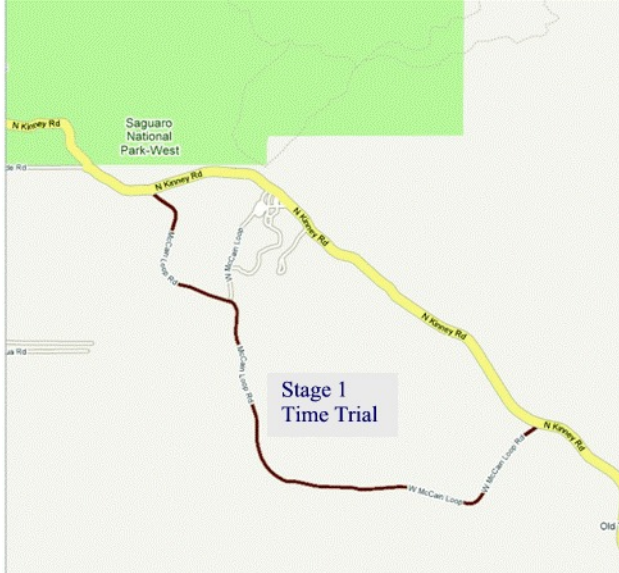 N Kinney Rd
Saguaro
National
Park-West
de Rd
N Kinney Rd
N Kinney Rd
McCain Loop Rd
W McCain Loop
N Kinney Rd
McCain Loop Rd
Stage 1
Time Trial
N Kinney Rd
W McCain Loop Rd
W McCain Loop
Old